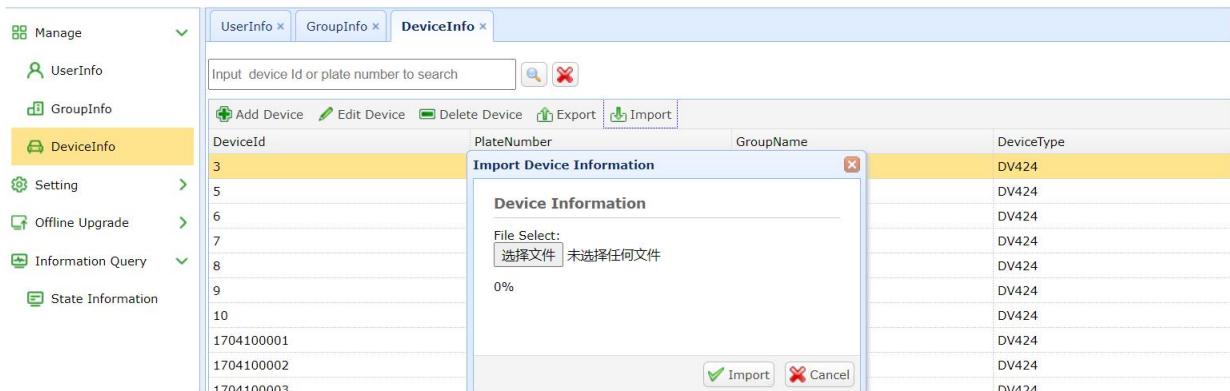 Manage
UserInfo
GroupInfo
DeviceInfo
Setting
Offline Upgrade
Information Query
State Information
UserInfo × GroupInfo × DeviceInfo ×
Input device Id or plate number to search
Add Device Edit Device Delete Device Export Import
DeviceId PlateNumber GroupName DeviceType
3 DV424
5 DV424
6 DV424
7 DV424
8 DV424
9 DV424
10 DV424
1704100001 DV424
1704100002 DV424
1704100003 DV424
Import Device Information
Device Information
File Select:
选择文件 未选择任何文件
0%
Import Cancel